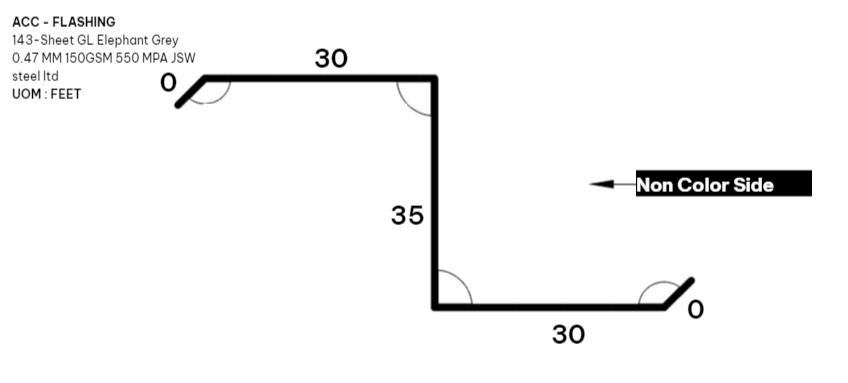 ACC - FLASHING
143-Sheet GL Elephant Grey
0.47 MM 150GSM 550 MPA JSW
steel ltd
UOM : FEET
0
30
35
Non Color Side
30
0